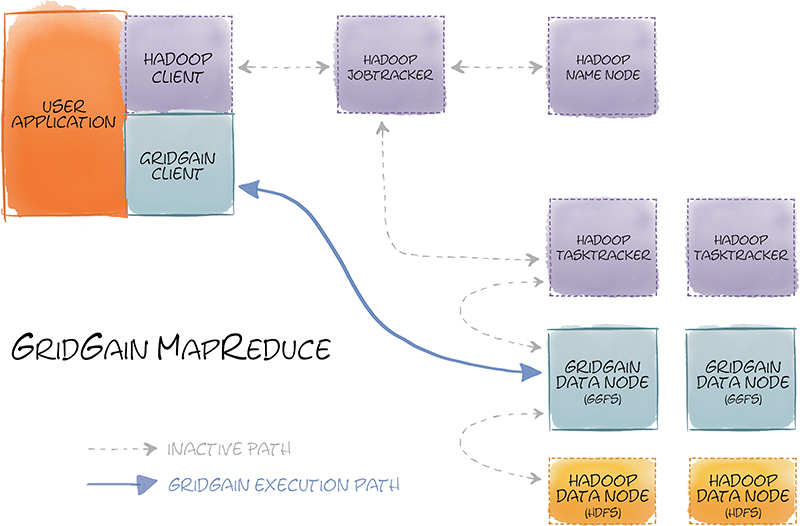 HADOOP
CLIENT
HADOOP
JOBTRACKER
HADOOP
NAME NODE
USER
APPLICATION
GRIDGAIN
CLIENT
HADOOP
TASKTRACKER
HADOOP
TASKTRACKER
GRIDGAIN MAPREDUCE
GRIDGAIN
DATA NODE
(GGFS)
GRIDGAIN
DATA NODE
(GGFS)
INACTIVE PATH
GRIDGAIN EXECUTION PATH
HADOOP
DATA NODE
(HDFS)
HADOOP
DATA NODE
(HDFS)